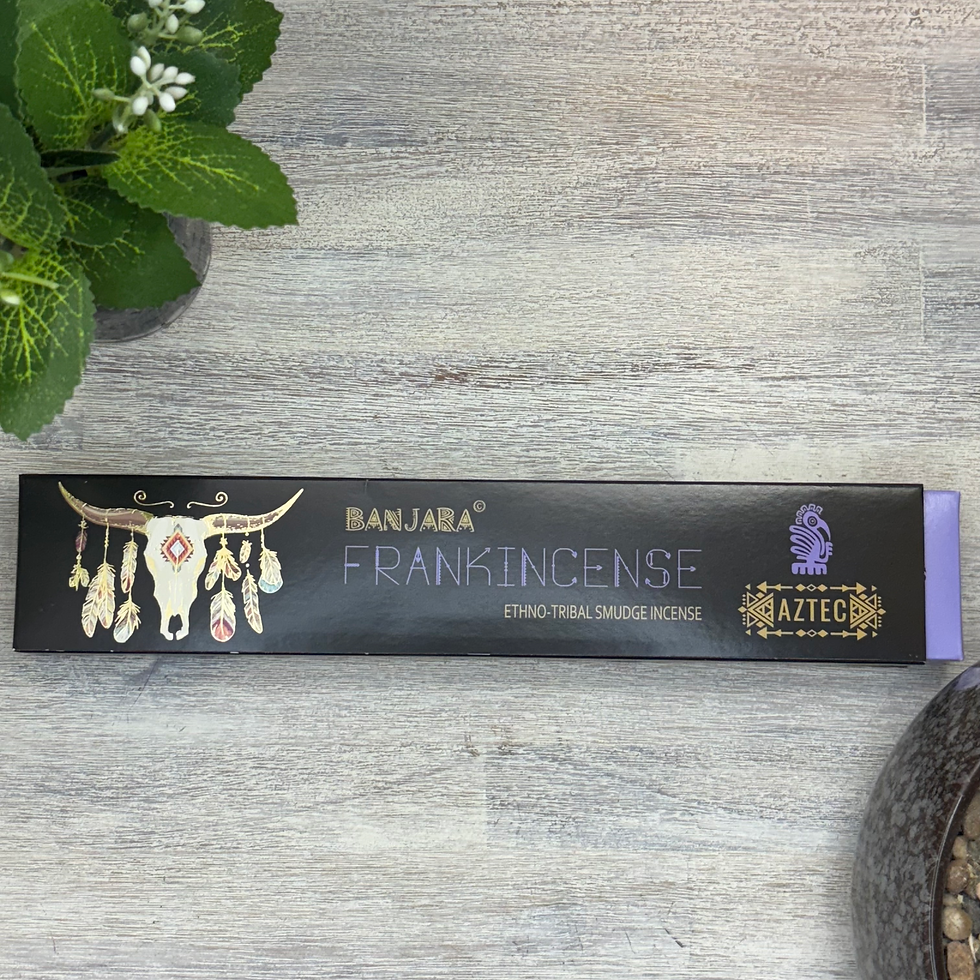 BANJARA©
FRANKINCENSE
ETHNO-TRIBAL SMUDGE INCENSE
AZTEC